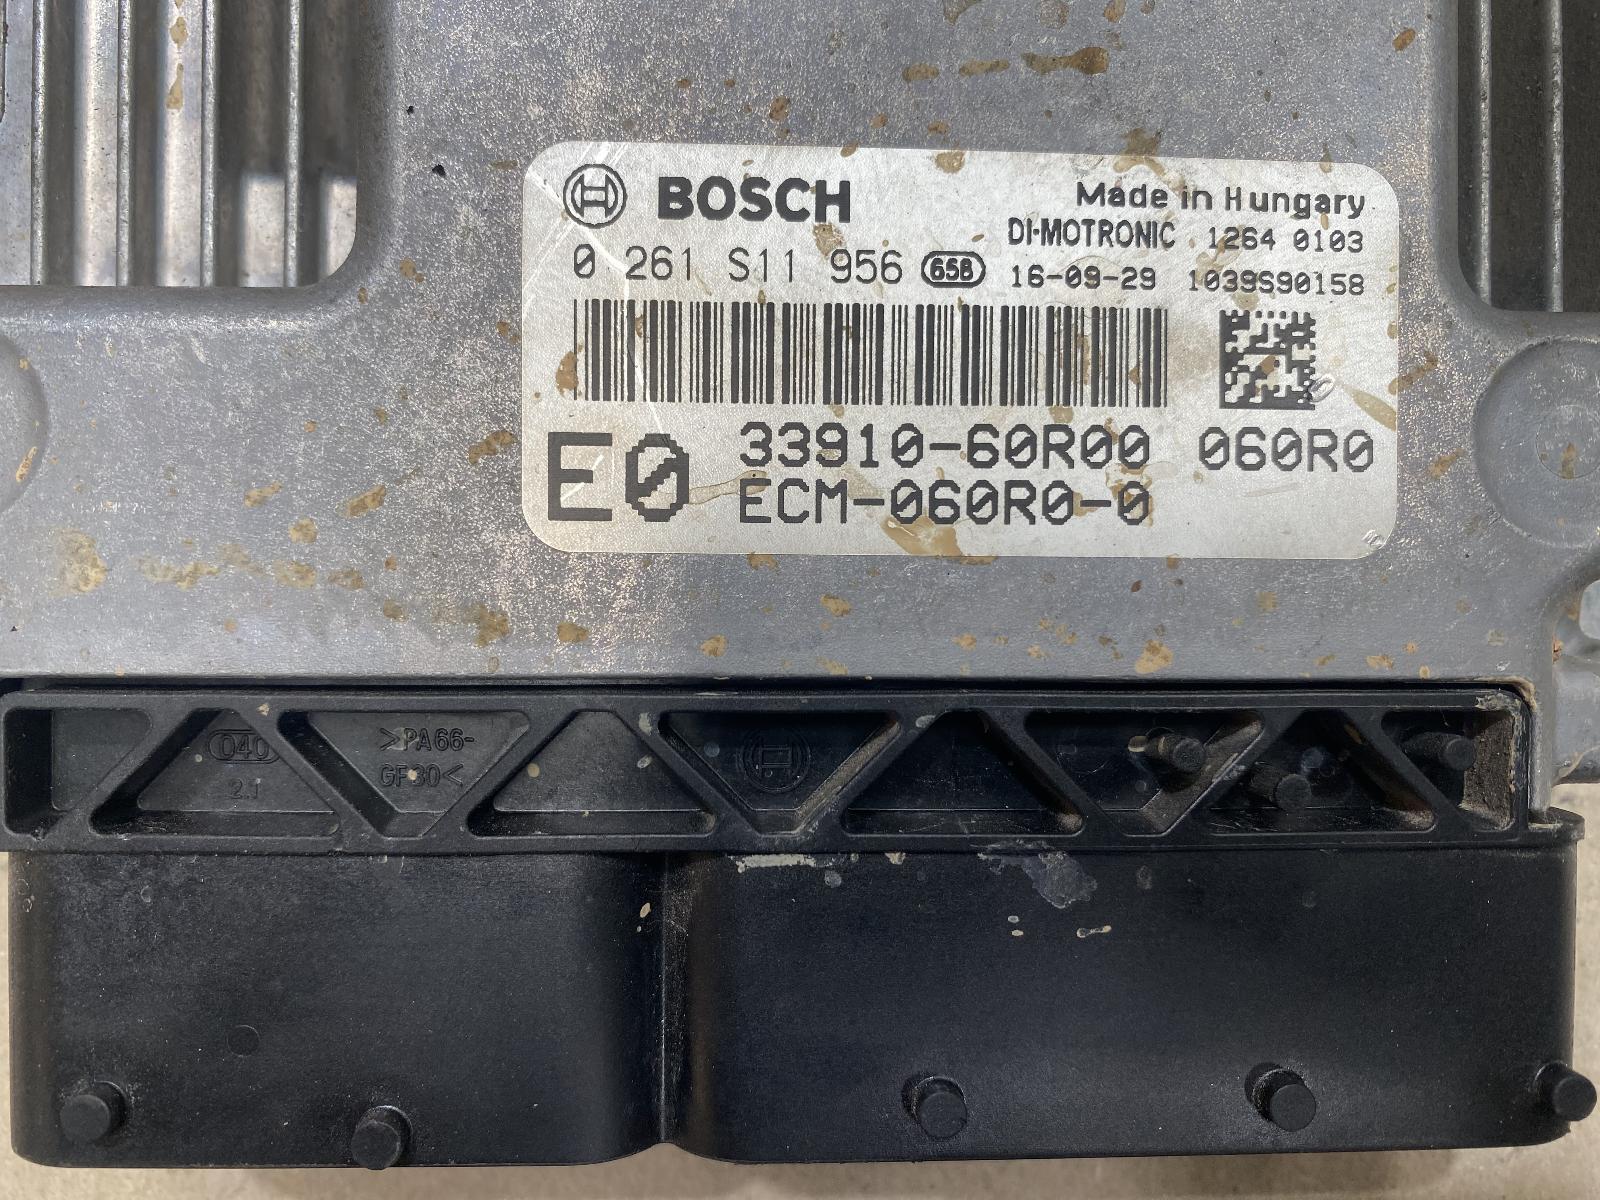 BOSCH
Made in Hungary
DI-MOTRONIC 1264 0103
0 261 S11 956 658 16-09-29 1039S90158
E0 33910-60R00 060R0
ECM-060R0-0
040
2.1
>PA66-
GF30<